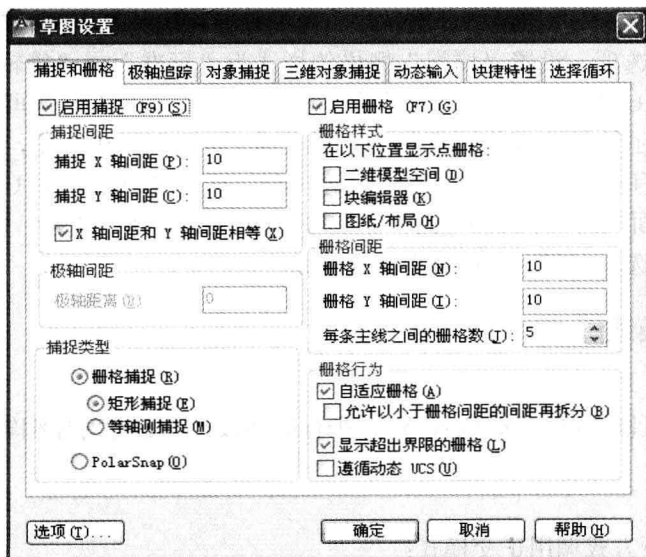 草图设置
捕捉和栅格 极轴追踪 对象捕捉 三维对象捕捉 动态输入 快捷特性 选择循环
启用捕捉 (F9)(S)
捕捉间距
捕捉 X 轴间距(P): 10
捕捉 Y 轴间距(C): 10
X 轴间距和 Y 轴间距相等(X)
极轴间距
极轴距离(D): 0
捕捉类型
栅格捕捉(R)
矩形捕捉(E)
等轴测捕捉(M)
PolarSnap(O)
启用栅格 (F7)(G)
栅格样式
在以下位置显示点栅格:
二维模型空间(D)
块编辑器(K)
图纸/布局(H)
栅格间距
栅格 X 轴间距(N): 10
栅格 Y 轴间距(I): 10
每条主线之间的栅格数(J): 5
栅格行为
自适应栅格(A)
允许以小于栅格间距的间距再拆分(B)
显示超出界限的栅格(L)
遵循动态 UCS(U)
选项(T)... 确定 取消 帮助(H)